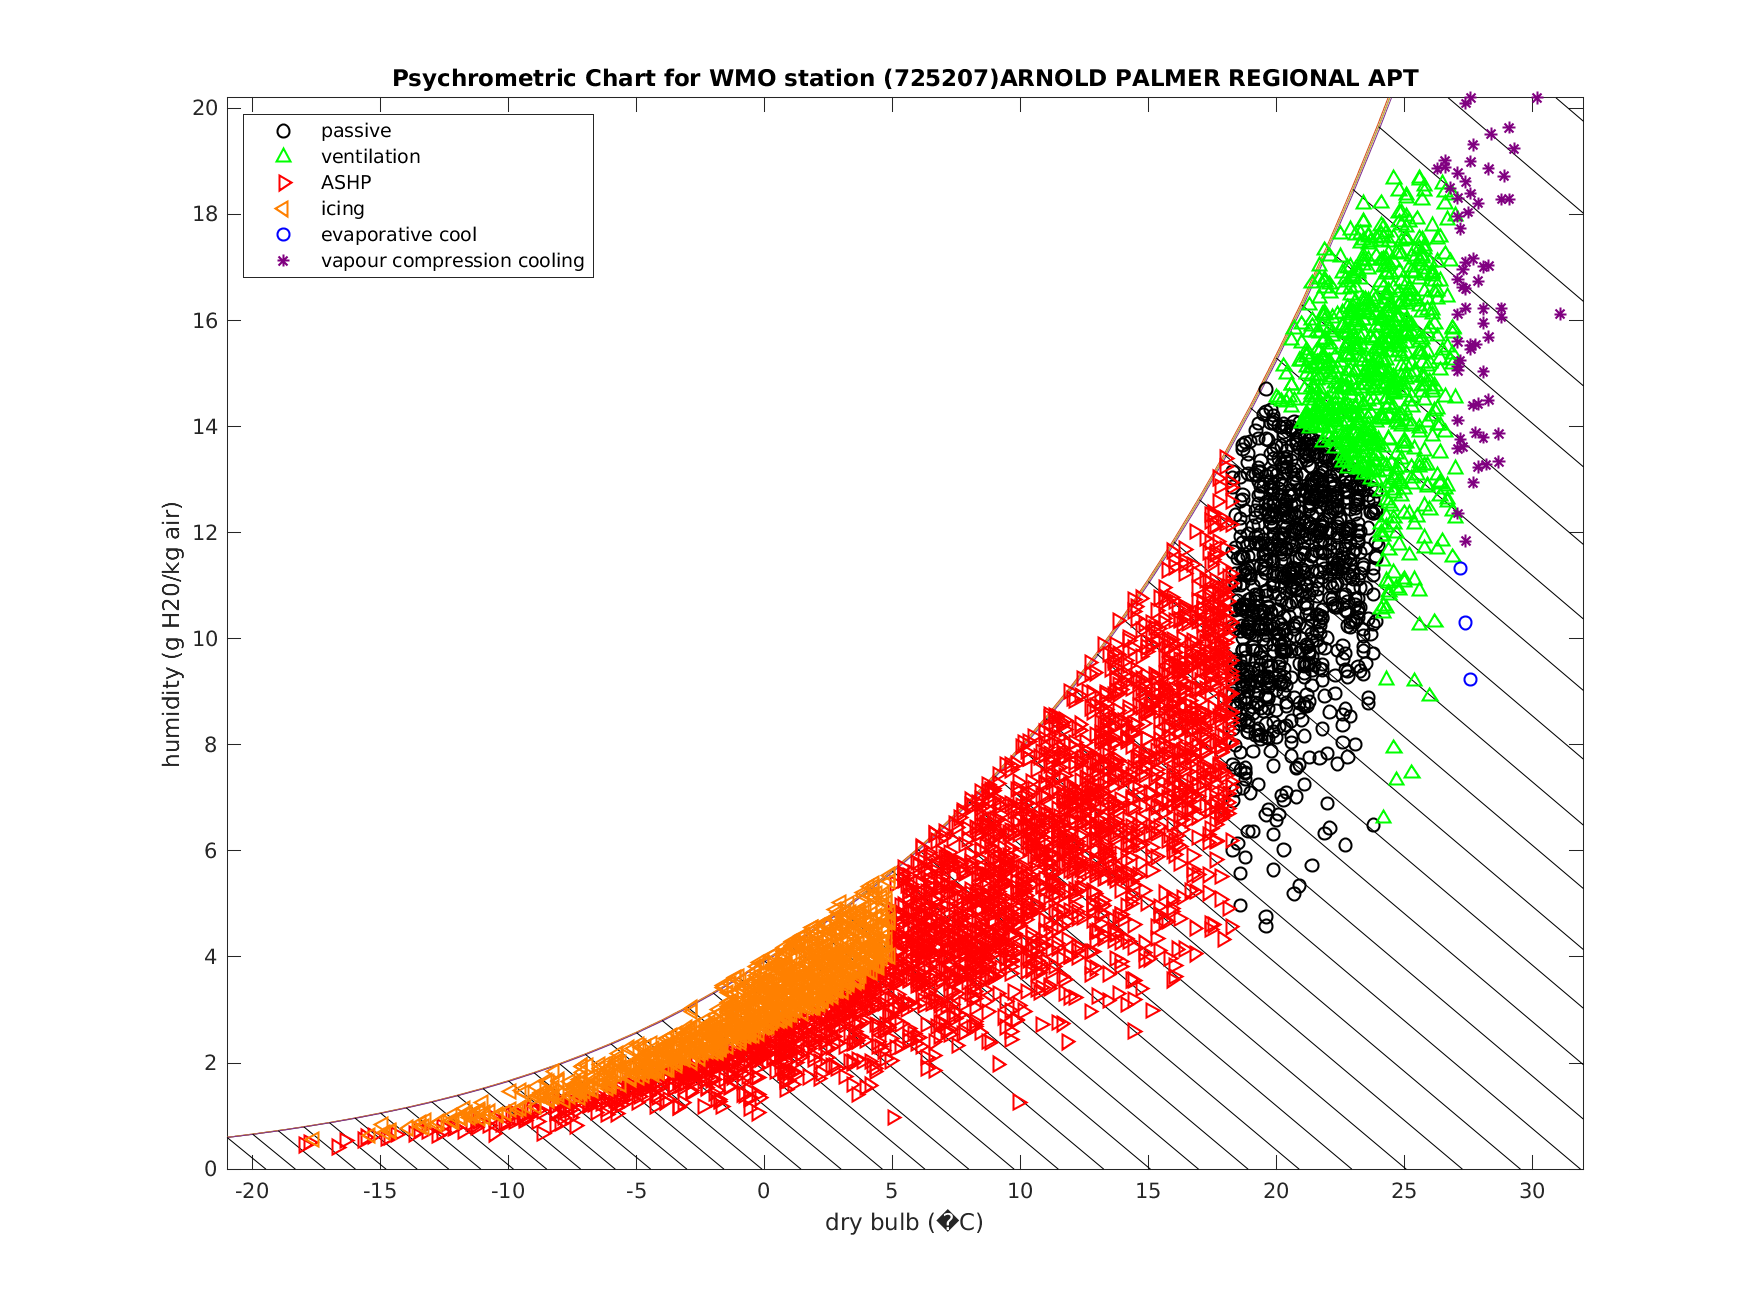 Psychrometric Chart for WMO station (725207)ARNOLD PALMER REGIONAL APT
passive
ventilation
ASHP
icing
evaporative cool
vapour compression cooling
20
18
16
14
12
10
8
6
4
2
0
humidity (g H20/kg air)
-20 -15 -10 -5 0 5 10 15 20 25 30
dry bulb (�C)